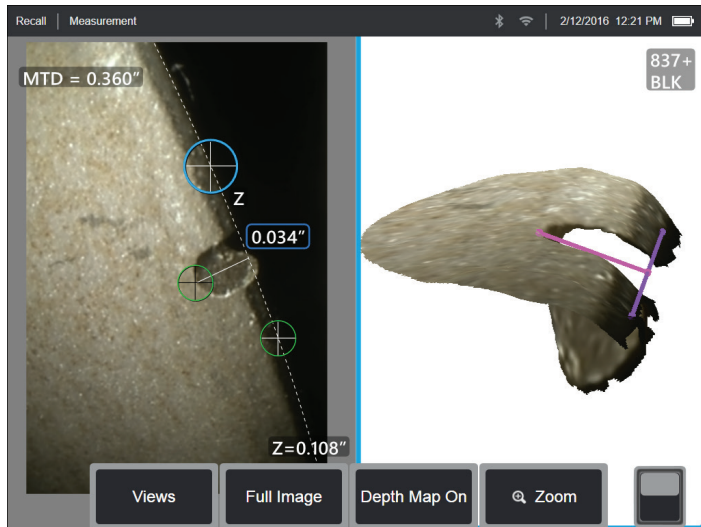 Recall | Measurement
2/12/2016 12:21 PM
MTD = 0.360"
837+
BLK
Z
0.034"
Z=0.108"
Views
Full Image
Depth Map On
Zoom